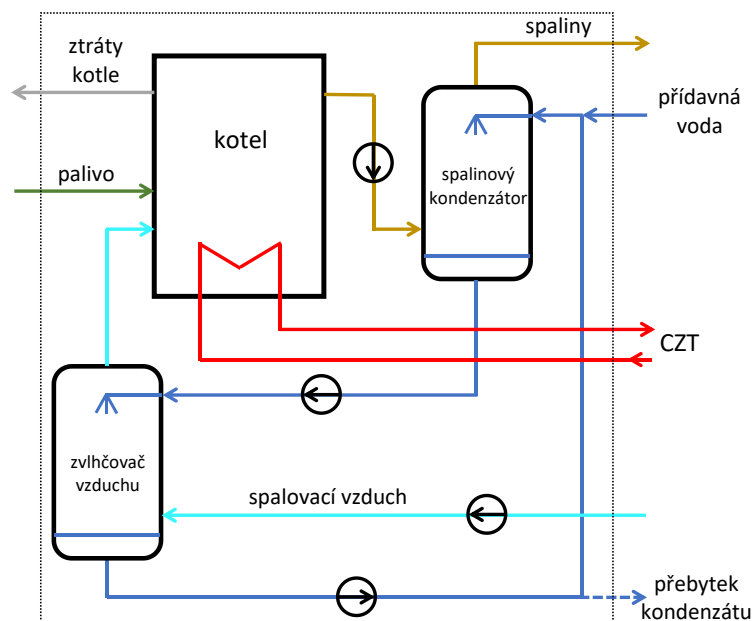 spaliny
ztráty
kotle
kotel
přídavná
voda
palivo
spalinový
kondenzátor
CZT
zvlhčovač
vzduchu
spalovací vzduch
přebytek
kondenzátu